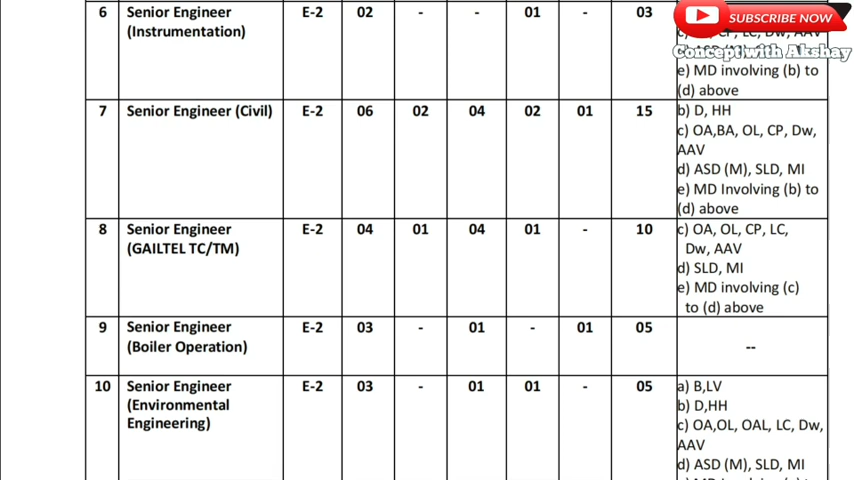 SUBSCRIBE NOW
Concept with Akshay
6 Senior Engineer (Instrumentation) E-2 02 - - 01 - 03
e) MD involving (b) to
(d) above
7 Senior Engineer (Civil) E-2 06 02 04 02 01 15
b) D, HH
c) OA,BA, OL, CP, Dw,
AAV
d) ASD (M), SLD, MI
e) MD Involving (b) to
(d) above
8 Senior Engineer (GAILTEL TC/TM) E-2 04 01 04 01 - 10
c) OA, OL, CP, LC,
Dw, AAV
d) SLD, MI
e) MD involving (c)
to (d) above
9 Senior Engineer (Boiler Operation) E-2 03 - 01 - 01 05
--
10 Senior Engineer (Environmental Engineering) E-2 03 - 01 01 - 05
a) B,LV
b) D,HH
c) OA,OL, OAL, LC, Dw,
AAV
d) ASD (M), SLD, MI